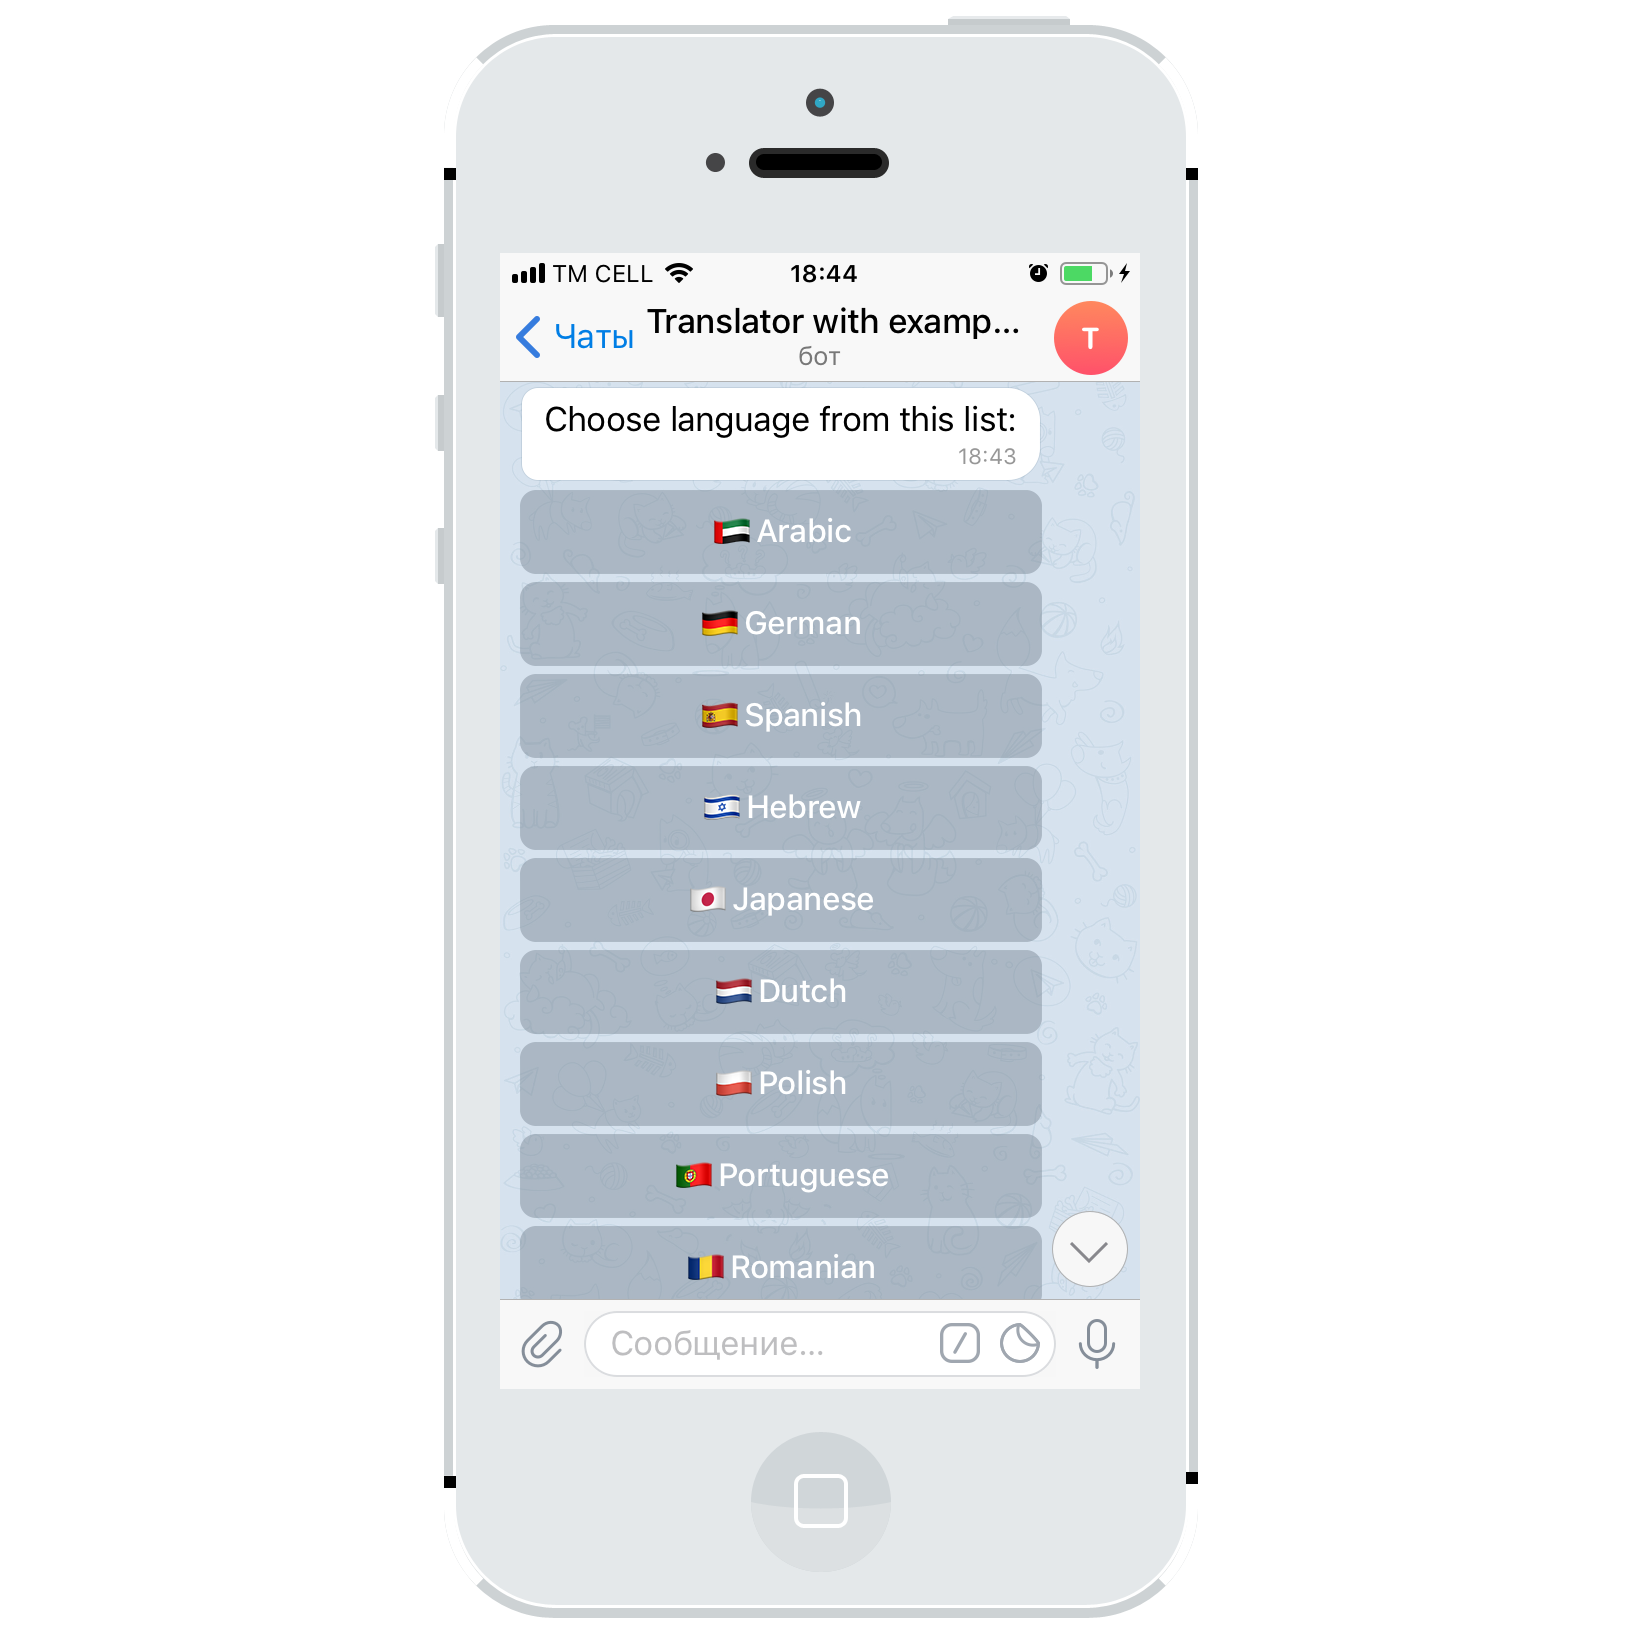 TM CELL 18:44
Чаты Translator with examp...
бот
T
Choose language from this list:
18:43
Arabic
German
Spanish
Hebrew
Japanese
Dutch
Polish
Portuguese
Romanian
Сообщение...